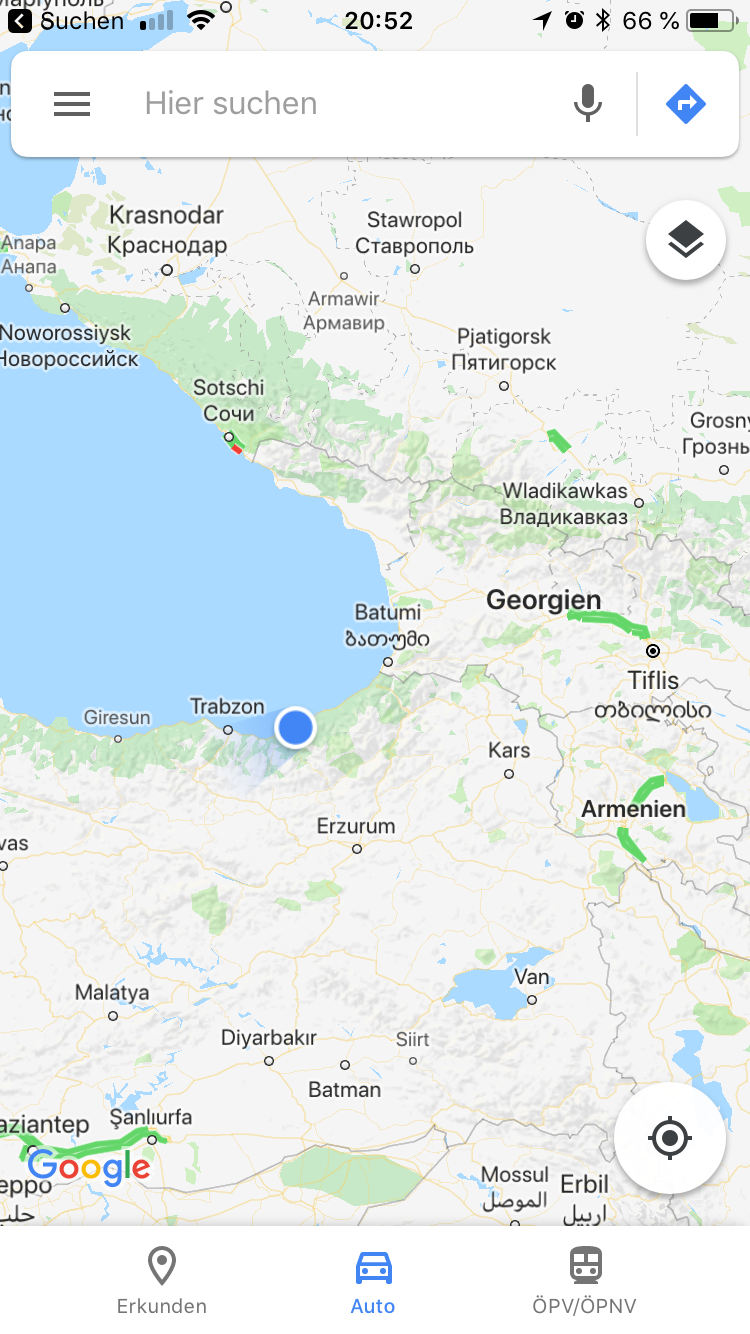 Suchen
20:52
66 %
Hier suchen
Krasnodar
Краснодар
Stawropol
Ставрополь
Anapa
Анапа
Armawir
Армавир
Noworossiysk
Новороссийск
Pjatigorsk
Пятигорск
Sotschi
Сочи
Grosny
Грозны
Wladikawkas
Владикавказ
Georgien
Batumi
ბათუმი
Tiflis
თბილისი
Trabzon
Giresun
Kars
Armenien
Erzurum
vas
Van
Malatya
Diyarbakır
Siirt
Batman
Şanlıurfa
aziantep
Google
eppo
حلب
Mossul
الموصل
Erbil
اربيل
Erkunden
Auto
ÖPV/ÖPNV